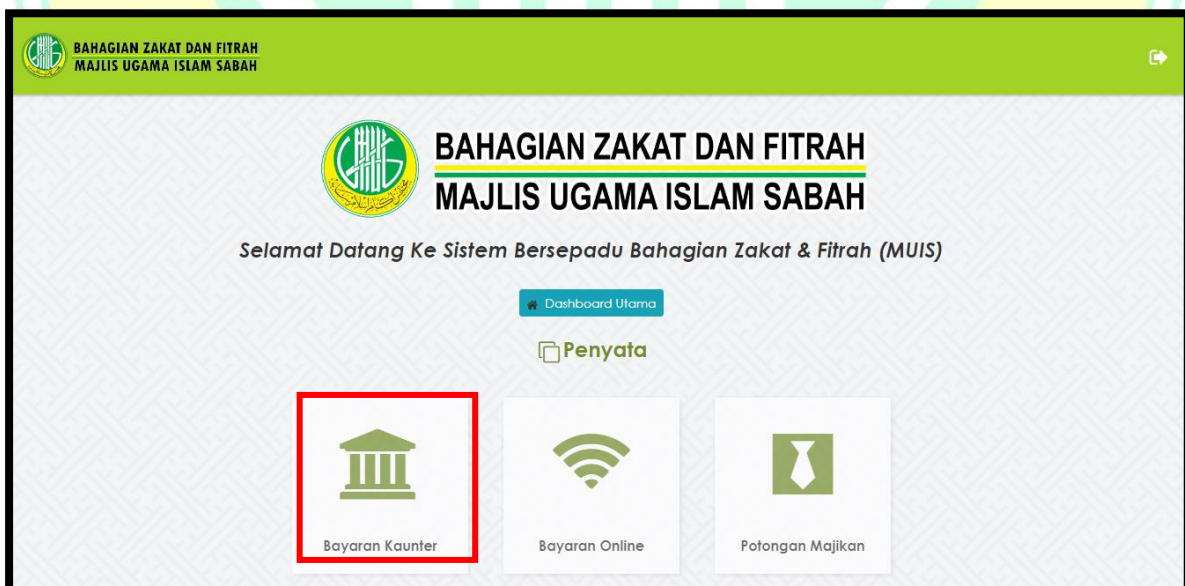 BAHAGIAN ZAKAT DAN FITRAH
MAJLIS UGAMA ISLAM SABAH
BAHAGIAN ZAKAT DAN FITRAH
MAJLIS UGAMA ISLAM SABAH
Selamat Datang Ke Sistem Bersepadu Bahagian Zakat & Fitrah (MUIS)
Dashboard Utama
Penyata
Bayaran Kaunter
Bayaran Online
Potongan Majikan